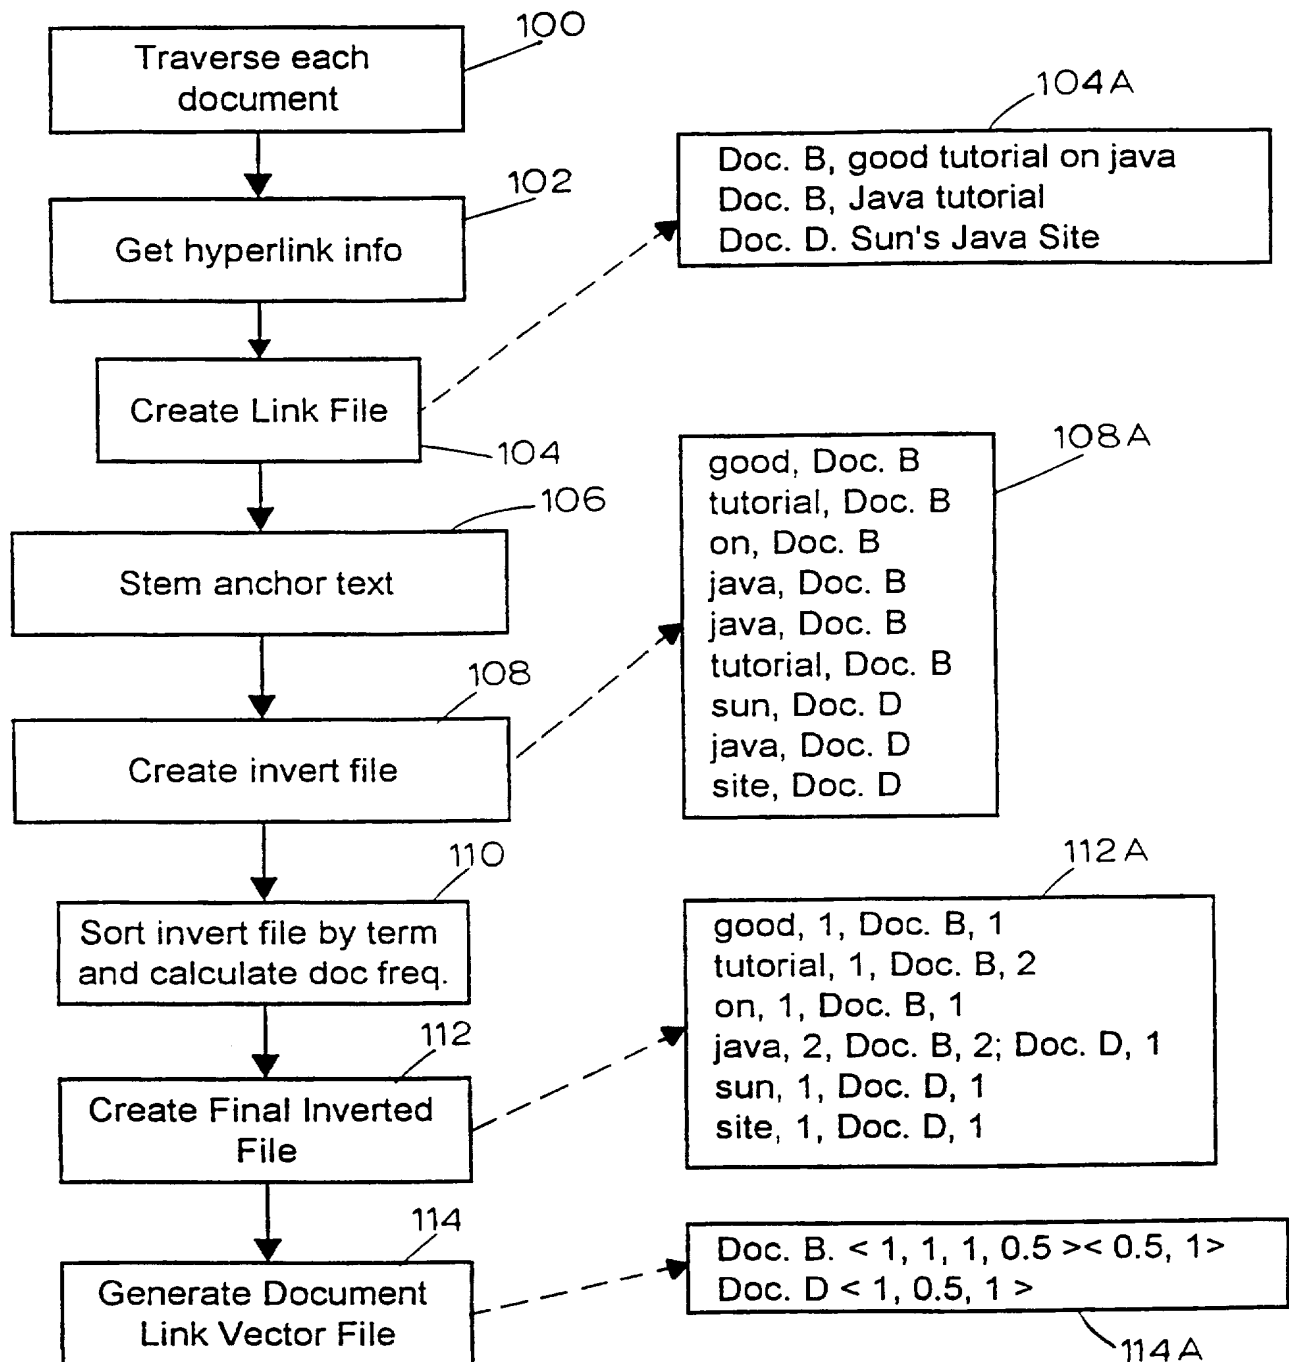 100
Traverse each
document
104A
Doc. B, good tutorial on java
Doc. B, Java tutorial
Doc. D. Sun's Java Site
102
Get hyperlink info
Create Link File
104
108A
good, Doc. B
tutorial, Doc. B
on, Doc. B
java, Doc. B
java, Doc. B
tutorial, Doc. B
sun, Doc. D
java, Doc. D
site, Doc. D
106
Stem anchor text
108
Create invert file
110
Sort invert file by term
and calculate doc freq.
112A
good, 1, Doc. B, 1
tutorial, 1, Doc. B, 2
on, 1, Doc. B, 1
java, 2, Doc. B, 2; Doc. D, 1
sun, 1, Doc. D, 1
site, 1, Doc. D, 1
112
Create Final Inverted
File
114
Generate Document
Link Vector File
Doc. B. < 1, 1, 1, 0.5 >< 0.5, 1>
Doc. D < 1, 0.5, 1 >
114A